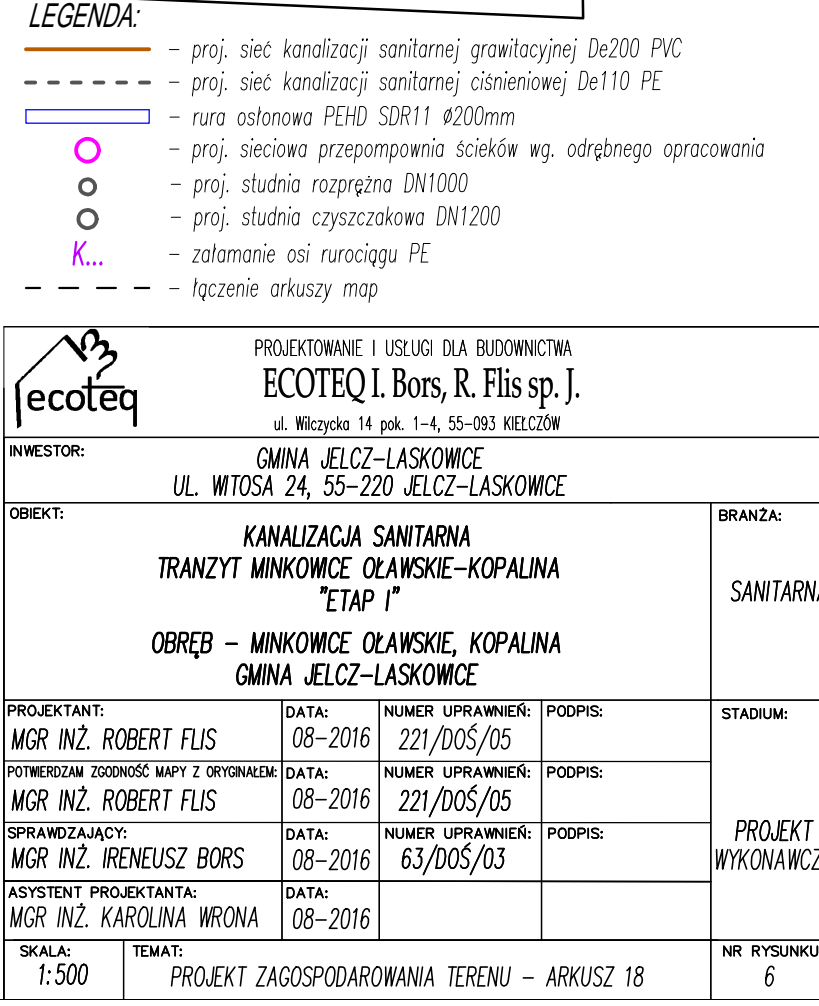 LEGENDA:
– proj. sieć kanalizacji sanitarnej grawitacyjnej De200 PVC
– proj. sieć kanalizacji sanitarnej ciśnieniowej De110 PE
– rura osłonowa PEHD SDR11 ø200mm
– proj. sieciowa przepompownia ścieków wg. odrębnego opracowania
– proj. studnia rozprężna DN1000
– proj. studnia czyszczakowa DN1200
K... – załamanie osi rurociągu PE
– łączenie arkuszy map
ecoteq
PROJEKTOWANIE I USŁUGI DLA BUDOWNICTWA
ECOTEQ I. Bors, R. Flis sp. J.
ul. Wilczycka 14 pok. 1–4, 55–093 KIEŁCZÓW
INWESTOR:
GMINA JELCZ–LASKOWICE
UL. WITOSA 24, 55–220 JELCZ–LASKOWICE
OBIEKT:
KANALIZACJA SANITARNA
TRANZYT MINKOWICE OŁAWSKIE–KOPALINA
"ETAP I"
OBRĘB – MINKOWICE OŁAWSKIE, KOPALINA
GMINA JELCZ–LASKOWICE
BRANŻA:
SANITARNA
PROJEKTANT: DATA: NUMER UPRAWNIEŃ: PODPIS:
MGR INŻ. ROBERT FLIS 08–2016 221/DOŚ/05
POTWIERDZAM ZGODNOŚĆ MAPY Z ORYGINAŁEM: DATA: NUMER UPRAWNIEŃ: PODPIS:
MGR INŻ. ROBERT FLIS 08–2016 221/DOŚ/05
SPRAWDZAJĄCY: DATA: NUMER UPRAWNIEŃ: PODPIS:
MGR INŻ. IRENEUSZ BORS 08–2016 63/DOŚ/03
ASYSTENT PROJEKTANTA: DATA:
MGR INŻ. KAROLINA WRONA 08–2016
STADIUM:
PROJEKT
WYKONAWCZ
SKALA: TEMAT: NR RYSUNKU
1:500 PROJEKT ZAGOSPODAROWANIA TERENU – ARKUSZ 18 6